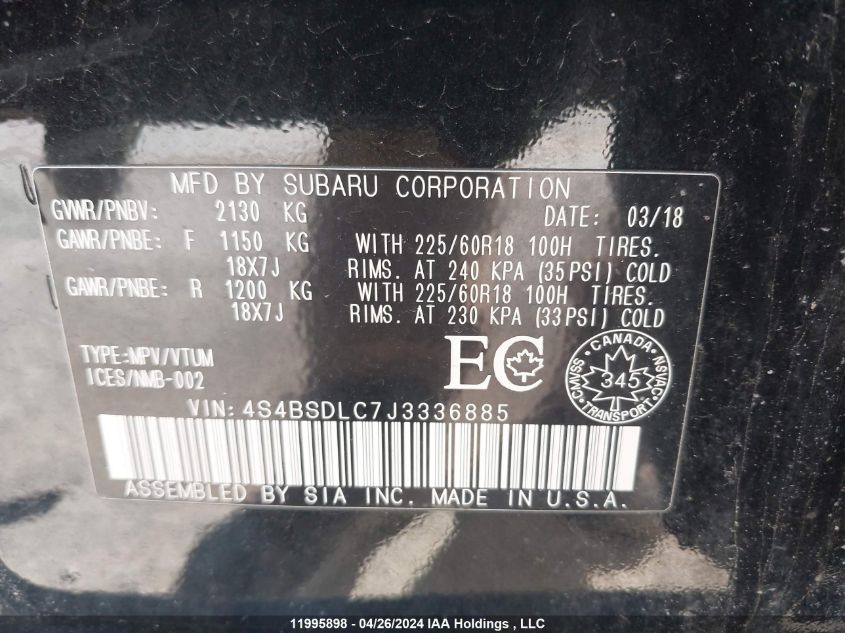 MFD BY SUBARU CORPORATION
GVWR/PNBV: 2130 KG DATE: 03/18
GAWR/PNBE: F 1150 KG WITH 225/60R18 100H TIRES.
18X7J RIMS. AT 240 KPA (35PSI) COLD
GAWR/PNBE: R 1200 KG WITH 225/60R18 100H TIRES.
18X7J RIMS. AT 230 KPA (33PSI) COLD
TYPE:MPV/VTUM
ICES/NMB-002
EC
CANADA
CMVSS 345 NSVAC
TRANSPORT
VIN: 4S4BSDLC7J3336885
ASSEMBLED BY SIA INC. MADE IN U.S.A.
11995898 - 04/26/2024 IAA Holdings , LLC